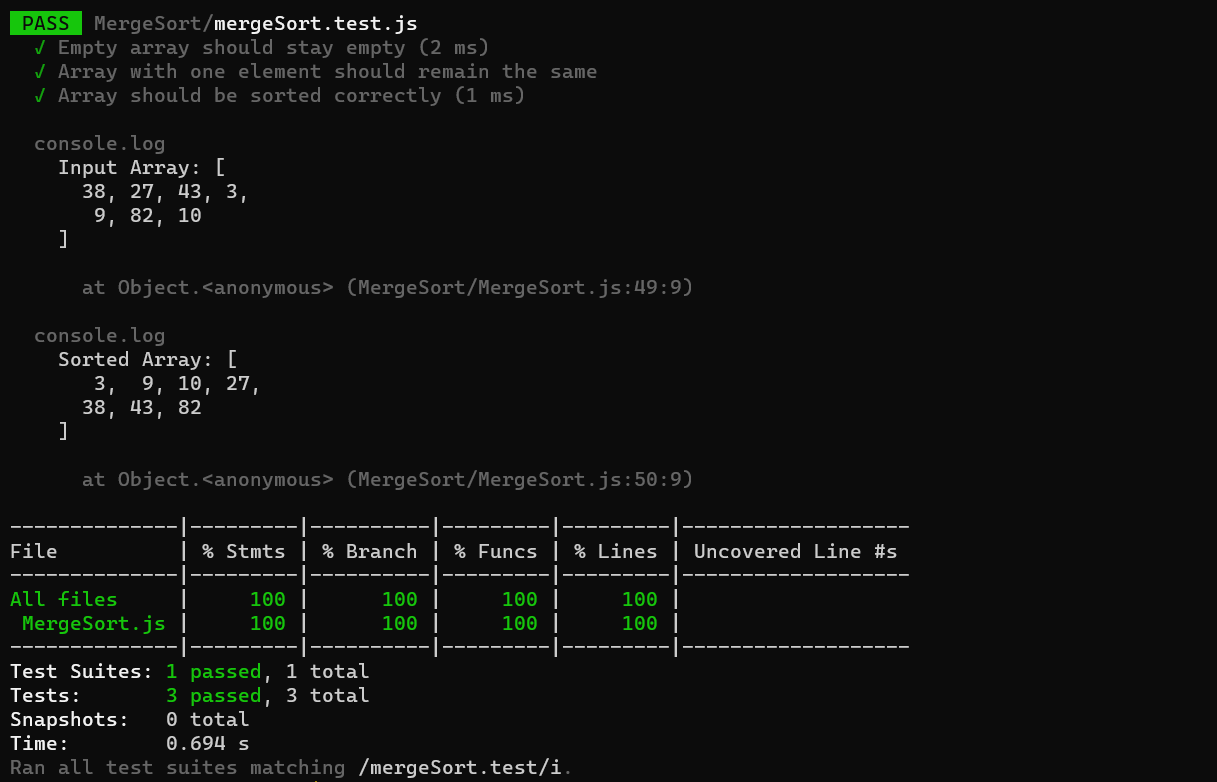 PASS MergeSort/mergeSort.test.js
√ Empty array should stay empty (2 ms)
√ Array with one element should remain the same
√ Array should be sorted correctly (1 ms)
console.log
Input Array: [
38, 27, 43, 3,
9, 82, 10
]
at Object.<anonymous> (MergeSort/MergeSort.js:49:9)
console.log
Sorted Array: [
3,  9, 10, 27,
38, 43, 82
]
at Object.<anonymous> (MergeSort/MergeSort.js:50:9)
--------------|---------|----------|---------|---------|-------------------
File          | % Stmts | % Branch | % Funcs | % Lines | Uncovered Line #s
--------------|---------|----------|---------|---------|-------------------
All files     |     100 |      100 |     100 |     100 |
MergeSort.js |     100 |      100 |     100 |     100 |
--------------|---------|----------|---------|---------|-------------------
Test Suites: 1 passed, 1 total
Tests:       3 passed, 3 total
Snapshots:   0 total
Time:        0.694 s
Ran all test suites matching /mergeSort.test/i.